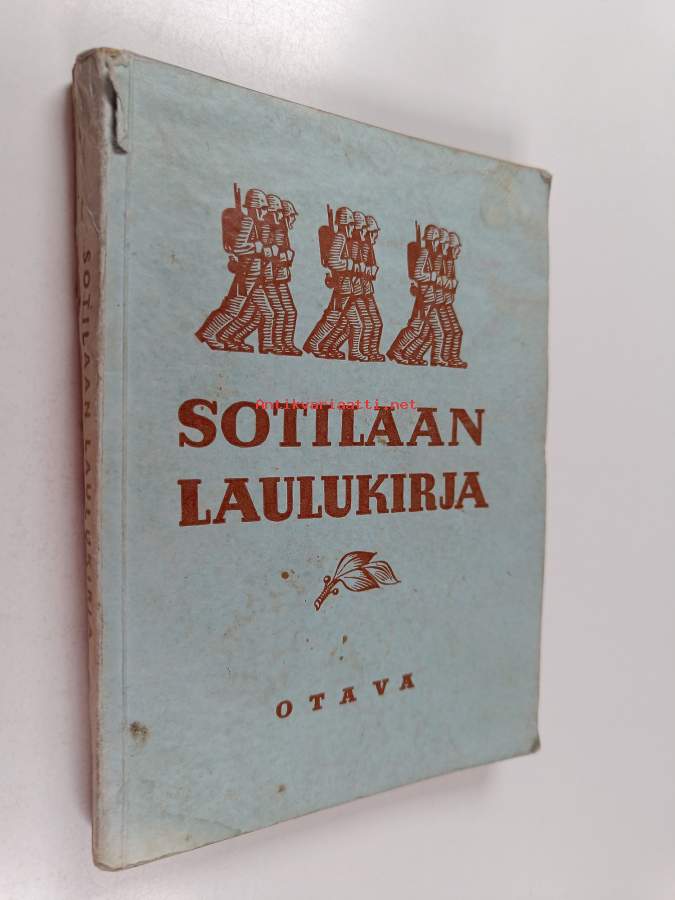 Antikvariaatti.net
SOTILAAN
LAULUKIRJA
OTAVA
SOTILAAN LAULUKIRJA